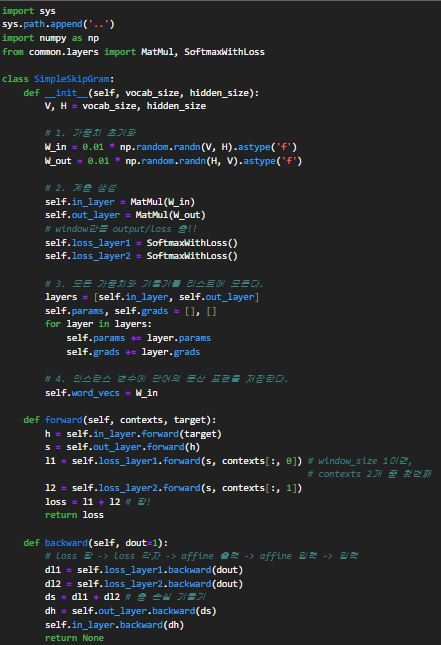 import sys
sys.path.append('..')
import numpy as np
from common.layers import MatMul, SoftmaxWithLoss
class SimpleSkipGram:
def __init__(self, vocab_size, hidden_size):
V, H = vocab_size, hidden_size
# 1. 가중치 초기화
W_in = 0.01 * np.random.randn(V, H).astype('f')
W_out = 0.01 * np.random.randn(H, V).astype('f')
# 2. 계층 생성
self.in_layer = MatMul(W_in)
self.out_layer = MatMul(W_out)
# window만큼 output/loss 층!!
self.loss_layer1 = SoftmaxWithLoss()
self.loss_layer2 = SoftmaxWithLoss()
# 3. 모든 가중치와 기울기를 리스트에 모은다.
layers = [self.in_layer, self.out_layer]
self.params, self.grads = [], []
for layer in layers:
self.params += layer.params
self.grads += layer.grads
# 4. 인스턴스 변수에 단어의 분산 표현을 저장한다.
self.word_vecs = W_in
def forward(self, contexts, target):
h = self.in_layer.forward(target)
s = self.out_layer.forward(h)
l1 = self.loss_layer1.forward(s, contexts[:, 0]) # window_size 1이면,
# contexts 2개 중 첫번째
l2 = self.loss_layer2.forward(s, contexts[:, 1])
loss = l1 + l2 # 합!
return loss
def backward(self, dout=1):
# loss 합 -> loss 각자 -> affine 출력 -> affine 입력 -> 입력
dl1 = self.loss_layer1.backward(dout)
dl2 = self.loss_layer2.backward(dout)
ds = dl1 + dl2 # 총 손실 기울기
dh = self.out_layer.backward(ds)
self.in_layer.backward(dh)
return None